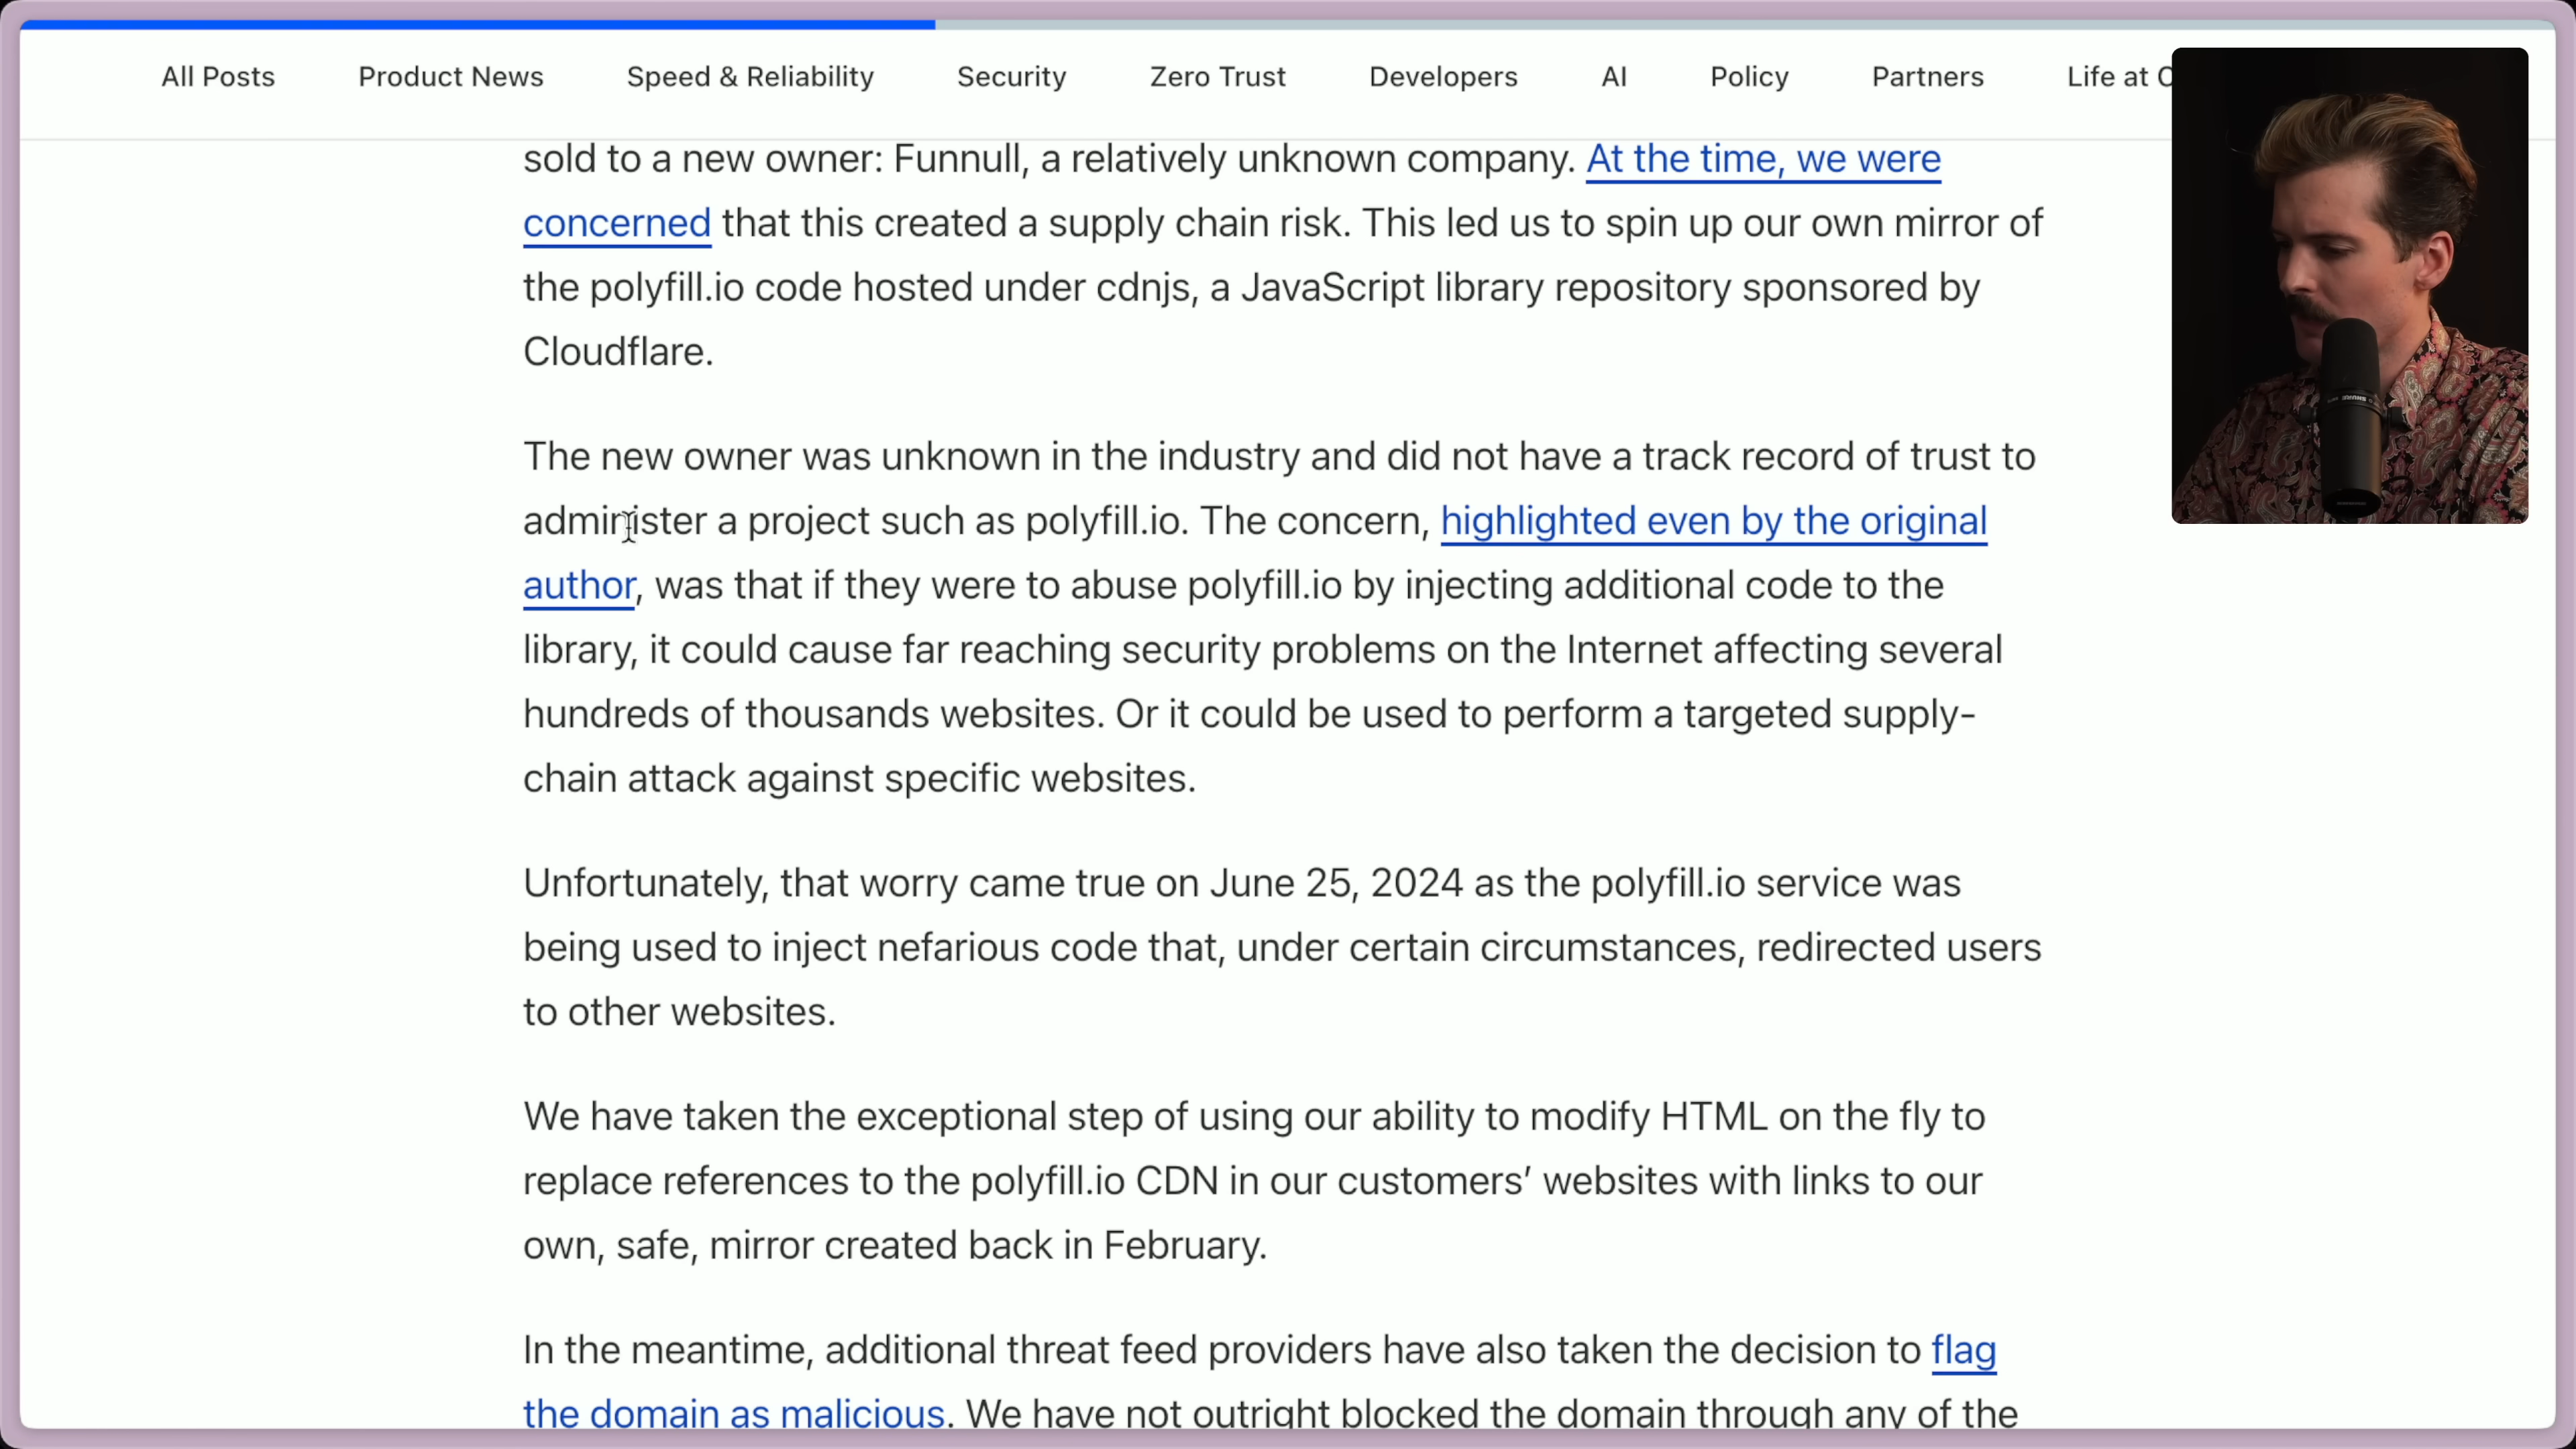 All Posts Product News Speed & Reliability Security Zero Trust Developers AI Policy Partners Life at
sold to a new owner: Funnull, a relatively unknown company. At the time, we were
concerned that this created a supply chain risk. This led us to spin up our own mirror of
the polyfill.io code hosted under cdnjs, a JavaScript library repository sponsored by
Cloudflare.
The new owner was unknown in the industry and did not have a track record of trust to
administer a project such as polyfill.io. The concern, highlighted even by the original
author, was that if they were to abuse polyfill.io by injecting additional code to the
library, it could cause far reaching security problems on the Internet affecting several
hundreds of thousands websites. Or it could be used to perform a targeted supply-
chain attack against specific websites.
Unfortunately, that worry came true on June 25, 2024 as the polyfill.io service was
being used to inject nefarious code that, under certain circumstances, redirected users
to other websites.
We have taken the exceptional step of using our ability to modify HTML on the fly to
replace references to the polyfill.io CDN in our customers’ websites with links to our
own, safe, mirror created back in February.
In the meantime, additional threat feed providers have also taken the decision to flag
the domain as malicious. We have not outright blocked the domain through any of the